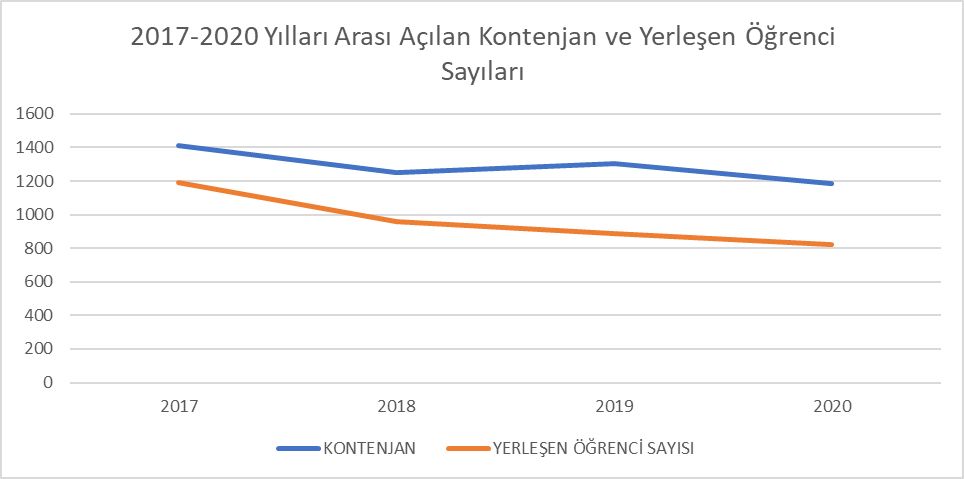 2017-2020 Yılları Arası Açılan Kontenjan ve Yerleşen Öğrenci
Sayıları
1600
1400
1200
1000
800
600
400
200
0
2017 2018 2019 2020
KONTENJAN YERLEŞEN ÖĞRENCİ SAYISI